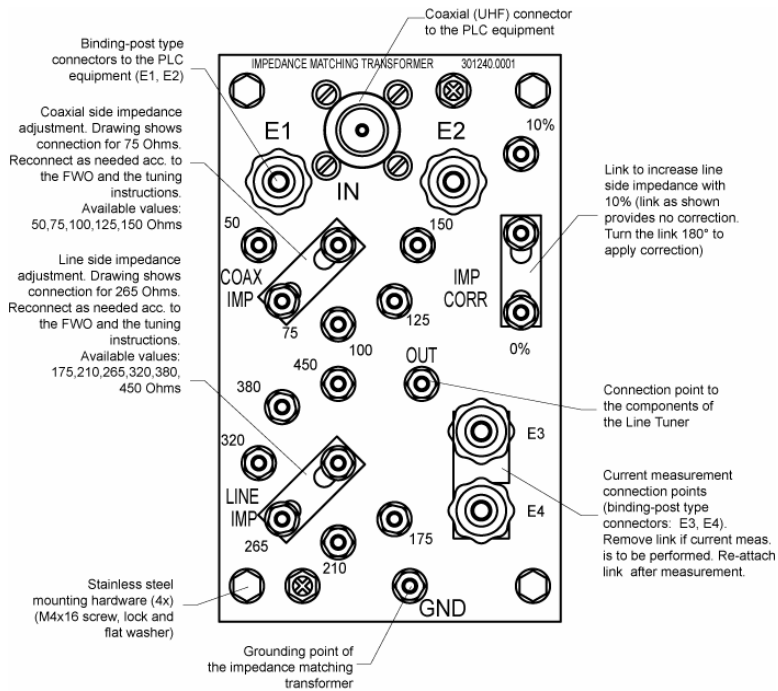 Coaxial (UHF) connector
to the PLC equipment
Binding-post type
connectors to the PLC
equipment (E1, E2)
IMPEDANCE MATCHING TRANSFORMER 301240.0001
Coaxial side impedance
adjustment. Drawing shows
connection for 75 Ohms.
Reconnect as needed acc. to
the FWO and the tuning
instructions.
Available values:
50,75,100,125,150 Ohms
E1
E2
10%
IN
Link to increase line
side impedance with
10% (link as shown
provides no correction.
Turn the link 180° to
apply correction)
50
150
COAX
IMP
IMP
CORR
75
125
100
0%
Line side impedance
adjustment. Drawing shows
connection for 265 Ohms.
Reconnect as needed acc. to
the FWO and the tuning
instructions.
Available values:
175,210,265,320,380,
450 Ohms
OUT
450
380
Connection point to
the components of
the Line Tuner
320
E3
LINE
IMP
E4
265
175
210
Current measurement
connection points
(binding-post type
connectors: E3, E4).
Remove link if current meas.
is to be performed. Re-attach
link after measurement.
Stainless steel
mounting hardware (4x)
(M4x16 screw, lock and
flat washer)
GND
Grounding point of
the impedance matching
transformer